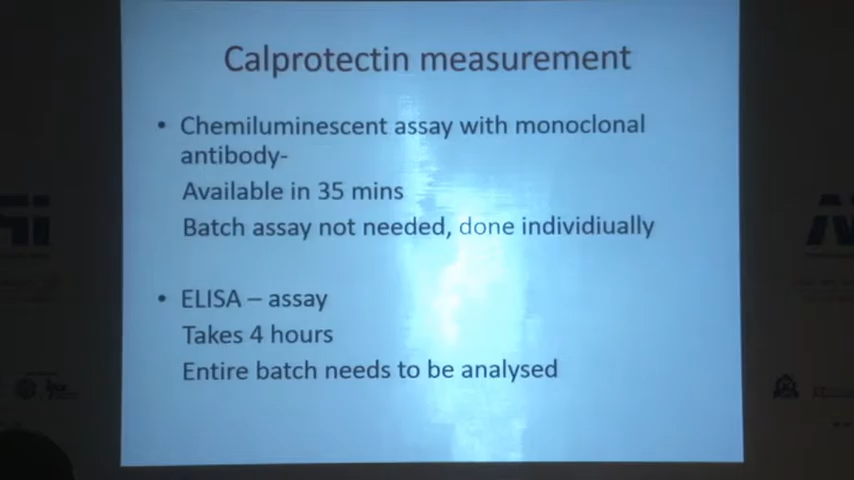 Calprotectin measurement
• Chemiluminescent assay with monoclonal
antibody-
Available in 35 mins
Batch assay not needed, done individiually
• ELISA – assay
Takes 4 hours
Entire batch needs to be analysed